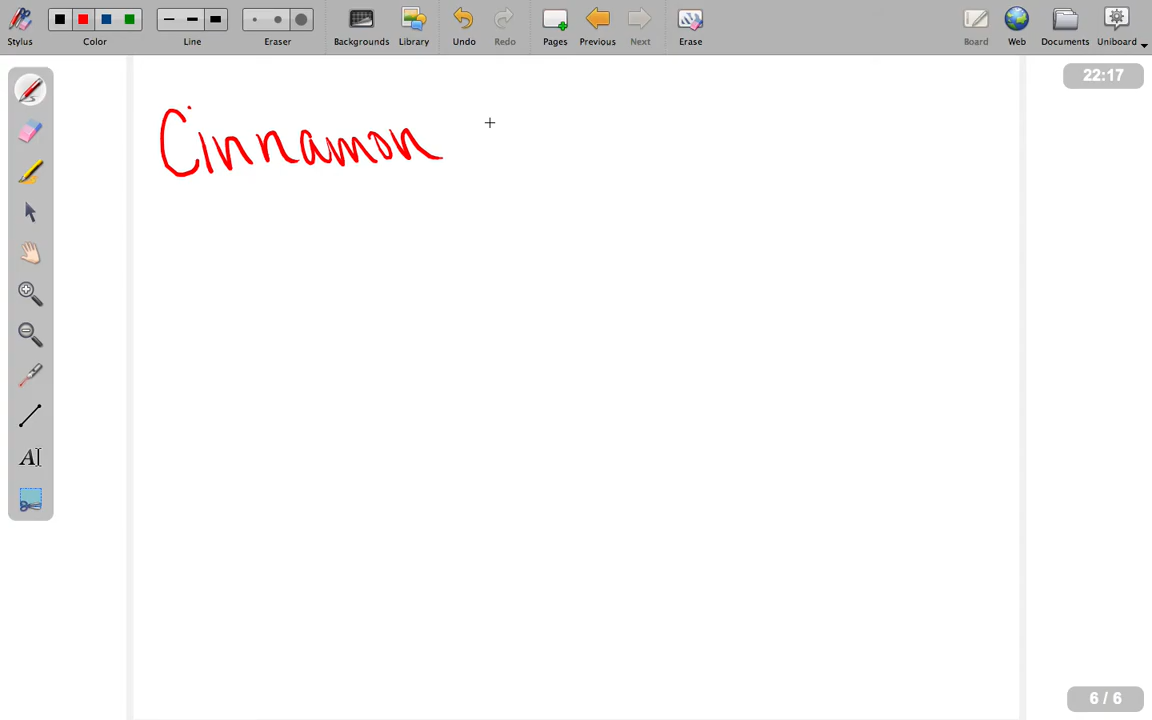 Stylus Color Line Eraser Backgrounds Library Undo Redo Pages Previous Next Erase Board Web Documents Uniboard
22:17
Cinnamon
AI
6 / 6